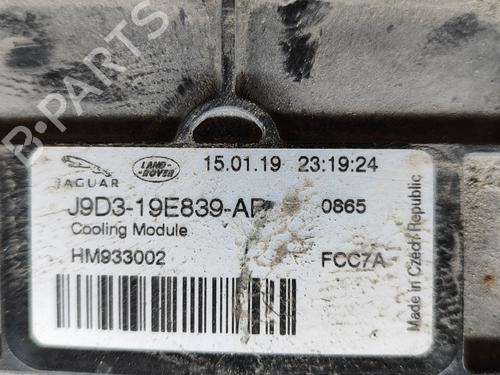 B-PARTS
JAGUAR
LAND-
-ROVER
15.01.19 23:19:24
J9D3-19E839-A
0865
Cooling Module
HM933002
FCC7A
Made in Czech Republic